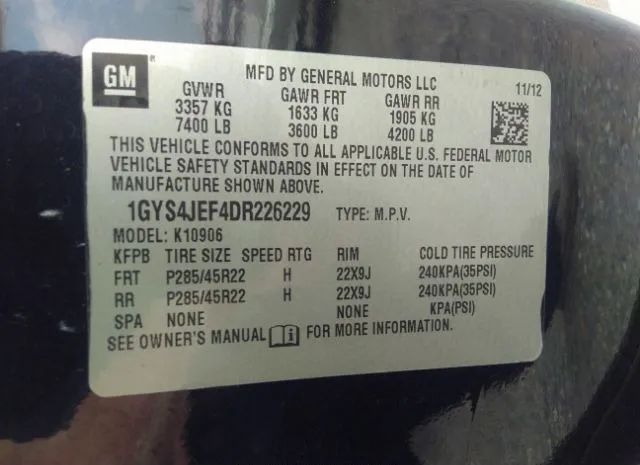 GM ®
MFD BY GENERAL MOTORS LLC
11/12
GVWR GAWR FRT GAWR RR
3357 KG 1633 KG 1905 KG
7400 LB 3600 LB 4200 LB
THIS VEHICLE CONFORMS TO ALL APPLICABLE U.S. FEDERAL MOTOR
VEHICLE SAFETY STANDARDS IN EFFECT ON THE DATE OF
MANUFACTURE SHOWN ABOVE.
1GYS4JEF4DR226229 TYPE: M.P.V.
MODEL: K10906
KFPB TIRE SIZE SPEED RTG RIM COLD TIRE PRESSURE
FRT P285/45R22 H 22X9J 240KPA(35PSI)
RR P285/45R22 H 22X9J 240KPA(35PSI)
SPA NONE NONE KPA(PSI)
SEE OWNER'S MANUAL FOR MORE INFORMATION.